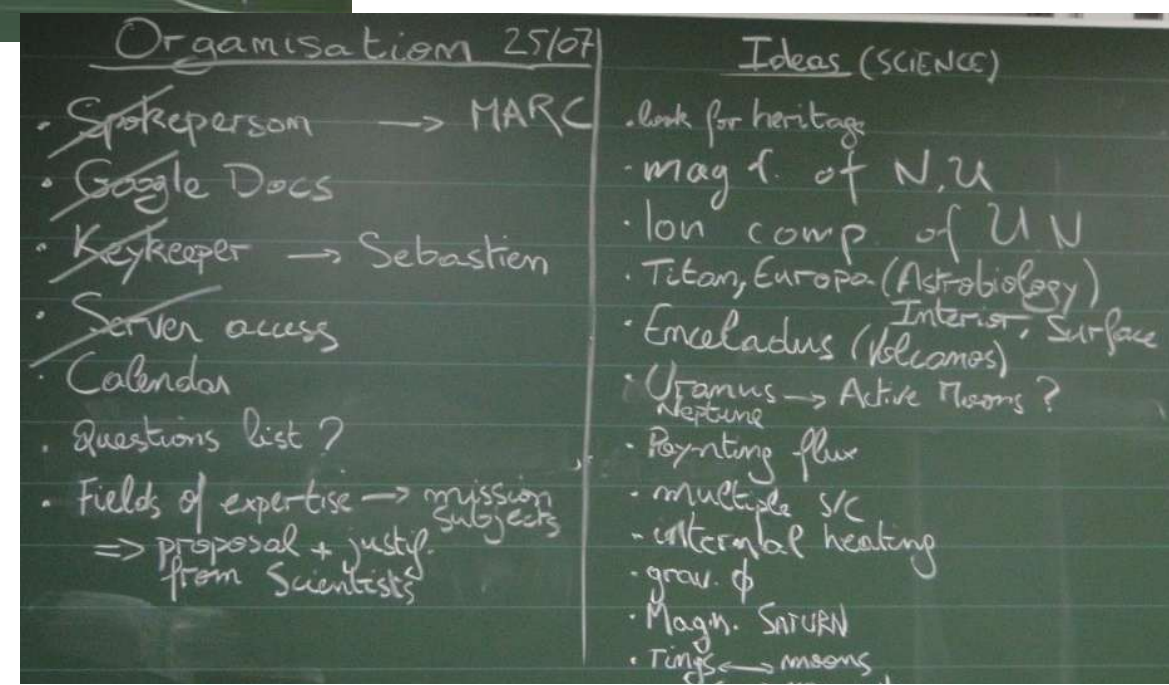 Organisation 25/07
• Spokeperson → MARC
• Google Docs
• Keykeeper → Sebastien
• Server access
• Calendar
• Questions list ?
• Fields of expertise → mission
subjects
=> proposal + justif.
from Scientists
Ideas (SCIENCE)
• look for heritage
• mag f. of N, U
• Ion comp. of U N
• Titan, Europa (Astrobiology)
Interior, Surface
• Enceladus (Volcanos)
• Uranus → Active Moons ?
Neptune
• Poynting flux
• multiple s/c
• internal heating
• grav. ϕ
• Magn. SATURN
• rings ↔ moons